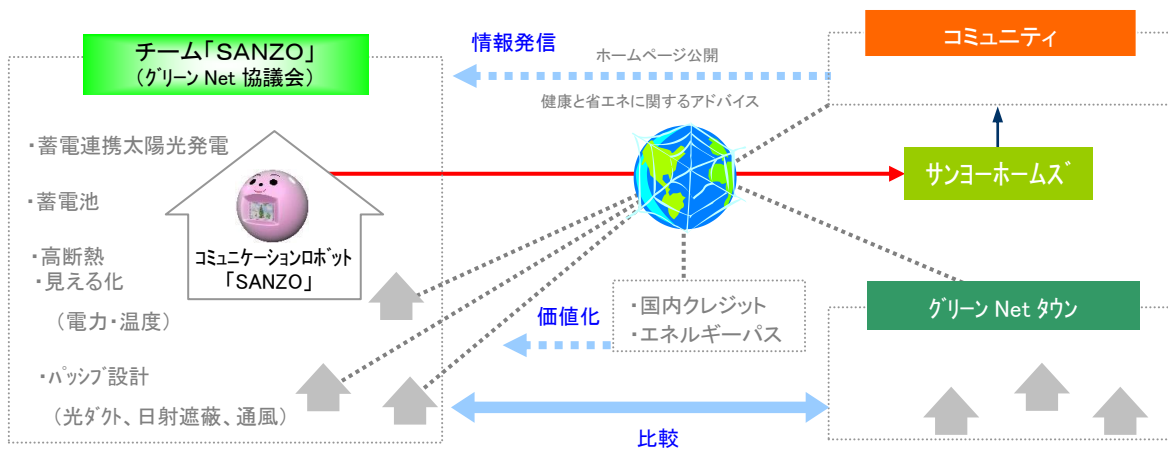 チーム「SANZO」
(グリーン Net 協議会)
・蓄電連携太陽光発電
・蓄電池
・高断熱
・見える化
(電力・温度)
・パッシブ設計
(光ダクト、日射遮蔽、通風)
コミュニケーションロボット
「SANZO」
情報発信
ホームページ公開
健康と省エネに関するアドバイス
コミュニティ
サンヨーホームズ
・国内クレジット
・エネルギーパス
価値化
グリーン Net タウン
比較